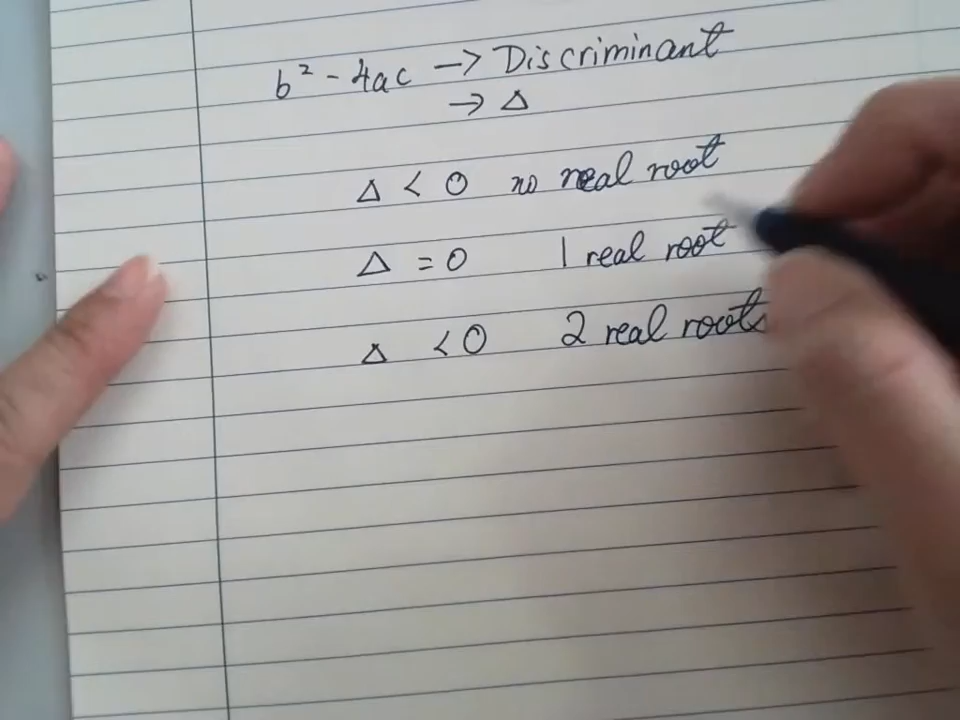 b² - 4ac → Discriminant
→ Δ
Δ < 0 no real root
Δ = 0 1 real root
Δ < 0 2 real roots